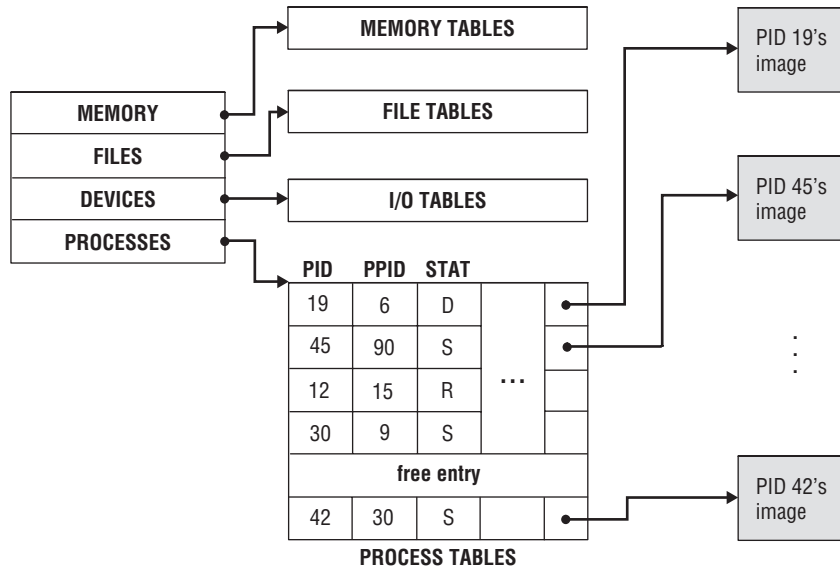 MEMORY TABLES
PID 19's
image
MEMORY
FILES
DEVICES
PROCESSES
FILE TABLES
I/O TABLES
PID 45's
image
PID PPID STAT
19 6 D
45 90 S
...
12 15 R
30 9 S
free entry
42 30 S
PROCESS TABLES
.
.
.
PID 42's
image